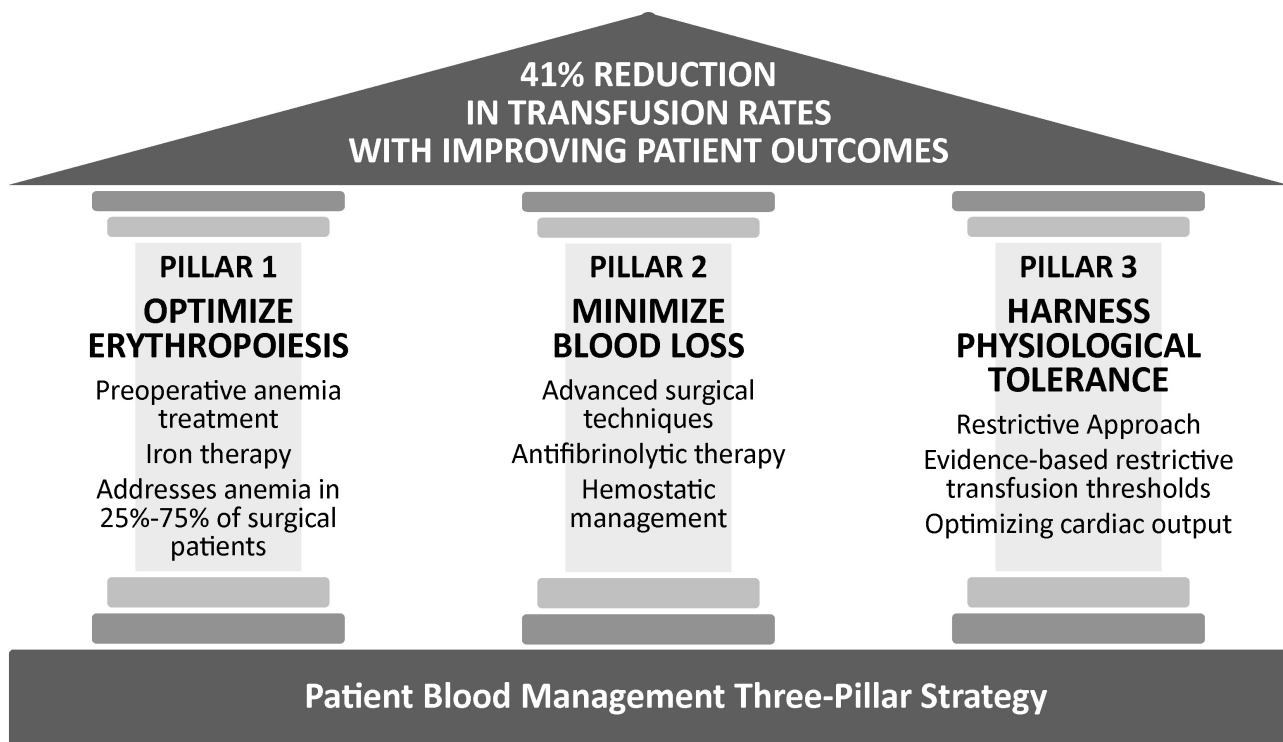 41% REDUCTION
IN TRANSFUSION RATES
WITH IMPROVING PATIENT OUTCOMES
PILLAR 1
OPTIMIZE
ERYTHROPOIESIS
Preoperative anemia
treatment
Iron therapy
Addresses anemia in
25%-75% of surgical
patients
PILLAR 2
MINIMIZE
BLOOD LOSS
Advanced surgical
techniques
Antifibrinolytic therapy
Hemostatic
management
PILLAR 3
HARNESS
PHYSIOLOGICAL
TOLERANCE
Restrictive Approach
Evidence-based restrictive
transfusion thresholds
Optimizing cardiac output
Patient Blood Management Three-Pillar Strategy